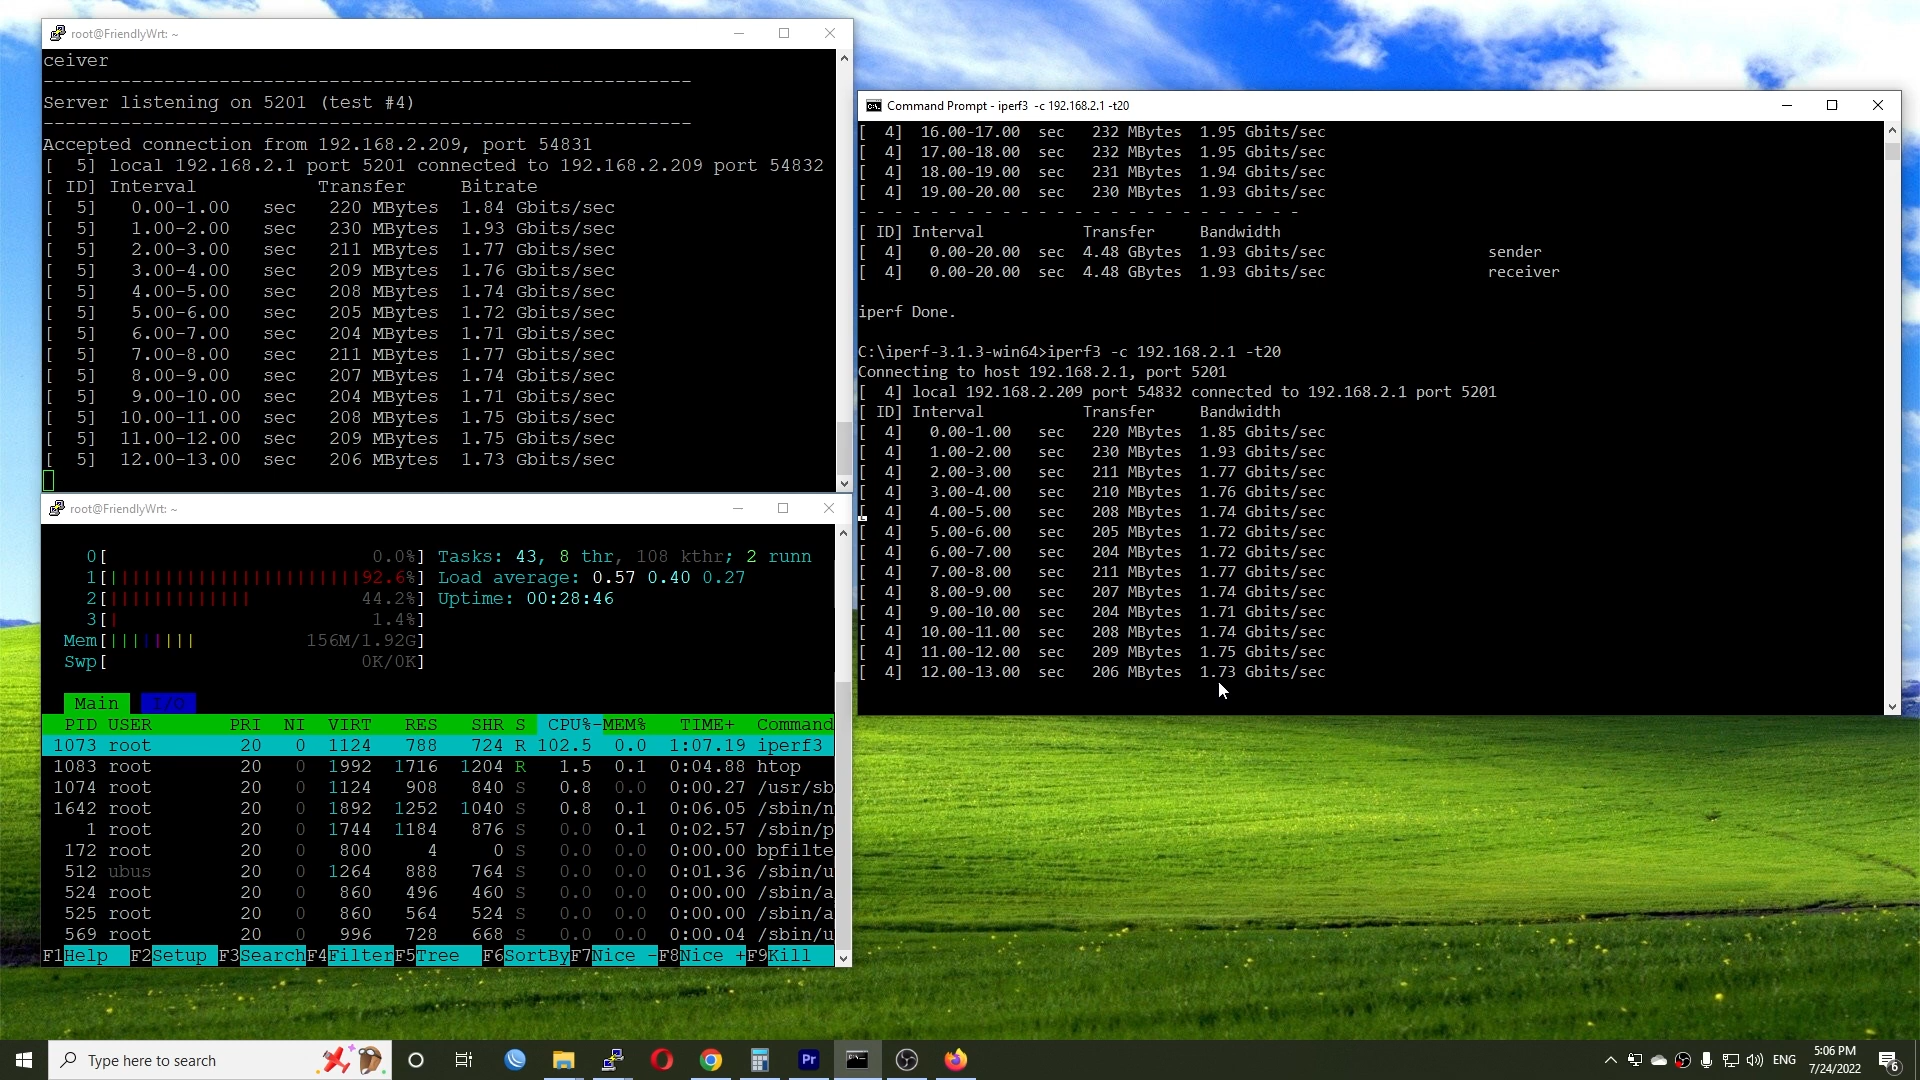 root@FriendlyWrt: ~
ceiver
-----------------------------------------------------------
Server listening on 5201 (test #4)
-----------------------------------------------------------
Accepted connection from 192.168.2.209, port 54831
[  5] local 192.168.2.1 port 5201 connected to 192.168.2.209 port 54832
[ ID] Interval           Transfer     Bitrate
[  5]   0.00-1.00   sec   220 MBytes  1.84 Gbits/sec
[  5]   1.00-2.00   sec   230 MBytes  1.93 Gbits/sec
[  5]   2.00-3.00   sec   211 MBytes  1.77 Gbits/sec
[  5]   3.00-4.00   sec   209 MBytes  1.76 Gbits/sec
[  5]   4.00-5.00   sec   208 MBytes  1.74 Gbits/sec
[  5]   5.00-6.00   sec   205 MBytes  1.72 Gbits/sec
[  5]   6.00-7.00   sec   204 MBytes  1.71 Gbits/sec
[  5]   7.00-8.00   sec   211 MBytes  1.77 Gbits/sec
[  5]   8.00-9.00   sec   207 MBytes  1.74 Gbits/sec
[  5]   9.00-10.00  sec   204 MBytes  1.71 Gbits/sec
[  5]  10.00-11.00  sec   208 MBytes  1.75 Gbits/sec
[  5]  11.00-12.00  sec   209 MBytes  1.75 Gbits/sec
[  5]  12.00-13.00  sec   206 MBytes  1.73 Gbits/sec
root@FriendlyWrt: ~
0[ 0.0%] Tasks: 43, 8 thr, 108 kthr; 2 runn
1[|||||||||||||||||||||||92.6%] Load average: 0.57 0.40 0.27
2[||||||||||||| 44.2%] Uptime: 00:28:46
3[| 1.4%]
Mem[|||||||| 156M/1.92G]
Swp[ 0K/0K]
Main I/O
PID USER PRI NI VIRT RES SHR S CPU%-MEM% TIME+ Command
1073 root 20 0 1124 788 724 R 102.5 0.0 1:07.19 iperf3
1083 root 20 0 1992 1716 1204 R 1.5 0.1 0:04.88 htop
1074 root 20 0 1124 908 840 S 0.8 0.0 0:00.27 /usr/sb
1642 root 20 0 1892 1252 1040 S 0.8 0.1 0:06.05 /sbin/n
1 root 20 0 1744 1184 876 S 0.0 0.1 0:02.57 /sbin/p
172 root 20 0 800 4 0 S 0.0 0.0 0:00.00 bpfilte
512 ubus 20 0 1264 888 764 S 0.0 0.0 0:01.36 /sbin/u
524 root 20 0 860 496 460 S 0.0 0.0 0:00.00 /sbin/a
525 root 20 0 860 564 524 S 0.0 0.0 0:00.00 /sbin/a
569 root 20 0 996 728 668 S 0.0 0.0 0:00.04 /sbin/u
F1Help F2Setup F3SearchF4FilterF5Tree F6SortByF7Nice -F8Nice +F9Kill
Command Prompt - iperf3  -c 192.168.2.1 -t20
[  4]  16.00-17.00  sec   232 MBytes  1.95 Gbits/sec
[  4]  17.00-18.00  sec   232 MBytes  1.95 Gbits/sec
[  4]  18.00-19.00  sec   231 MBytes  1.94 Gbits/sec
[  4]  19.00-20.00  sec   230 MBytes  1.93 Gbits/sec
- - - - - - - - - - - - - - - - - - - - - - - - -
[ ID] Interval           Transfer     Bandwidth
[  4]   0.00-20.00  sec  4.48 GBytes  1.93 Gbits/sec                  sender
[  4]   0.00-20.00  sec  4.48 GBytes  1.93 Gbits/sec                  receiver
iperf Done.
C:\iperf-3.1.3-win64>iperf3 -c 192.168.2.1 -t20
Connecting to host 192.168.2.1, port 5201
[  4] local 192.168.2.209 port 54832 connected to 192.168.2.1 port 5201
[ ID] Interval           Transfer     Bandwidth
[  4]   0.00-1.00   sec   220 MBytes  1.85 Gbits/sec
[  4]   1.00-2.00   sec   230 MBytes  1.93 Gbits/sec
[  4]   2.00-3.00   sec   211 MBytes  1.77 Gbits/sec
[  4]   3.00-4.00   sec   210 MBytes  1.76 Gbits/sec
[  4]   4.00-5.00   sec   208 MBytes  1.74 Gbits/sec
[  4]   5.00-6.00   sec   205 MBytes  1.72 Gbits/sec
[  4]   6.00-7.00   sec   204 MBytes  1.72 Gbits/sec
[  4]   7.00-8.00   sec   211 MBytes  1.77 Gbits/sec
[  4]   8.00-9.00   sec   207 MBytes  1.74 Gbits/sec
[  4]   9.00-10.00  sec   204 MBytes  1.71 Gbits/sec
[  4]  10.00-11.00  sec   208 MBytes  1.74 Gbits/sec
[  4]  11.00-12.00  sec   209 MBytes  1.75 Gbits/sec
[  4]  12.00-13.00  sec   206 MBytes  1.73 Gbits/sec
Type here to search
Pr
ENG
5:06 PM
7/24/2022
6